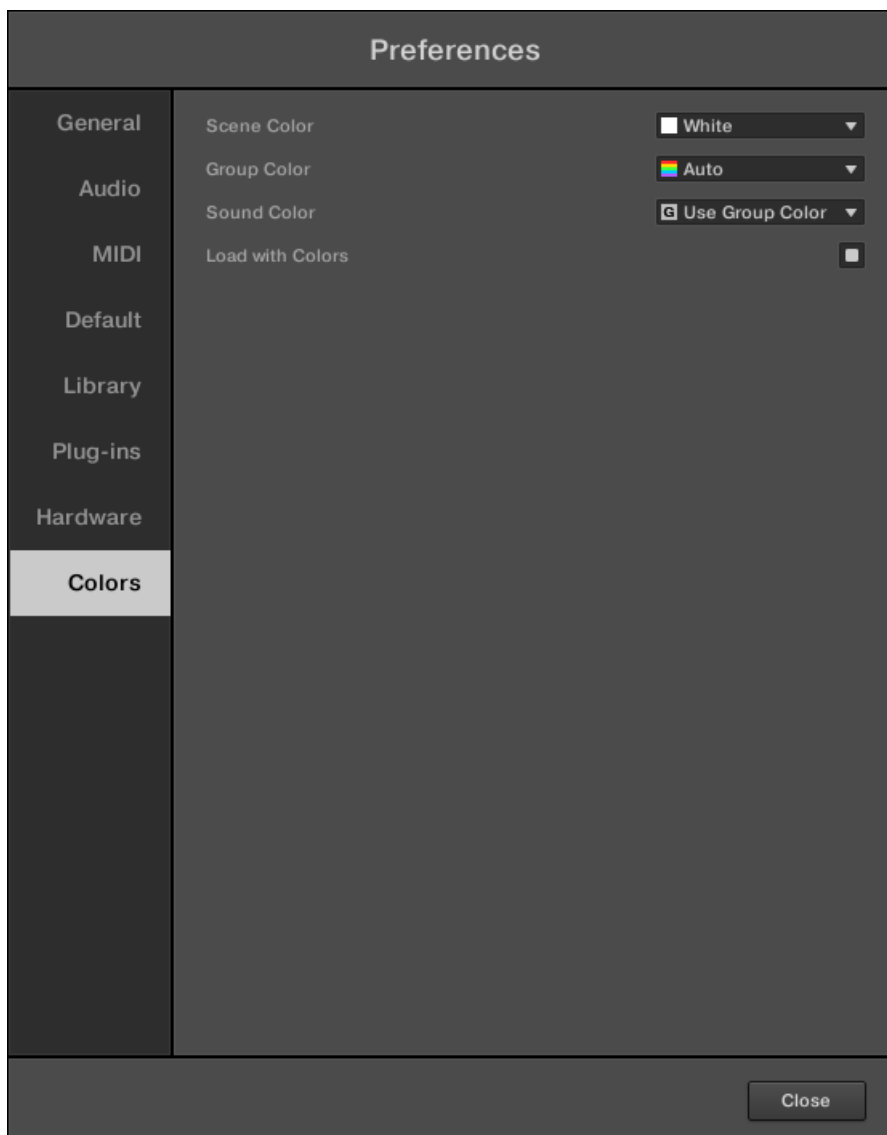 Preferences
General
Audio
MIDI
Default
Library
Plug-ins
Hardware
Colors
Scene Color White
Group Color Auto
Sound Color G Use Group Color
Load with Colors
Close